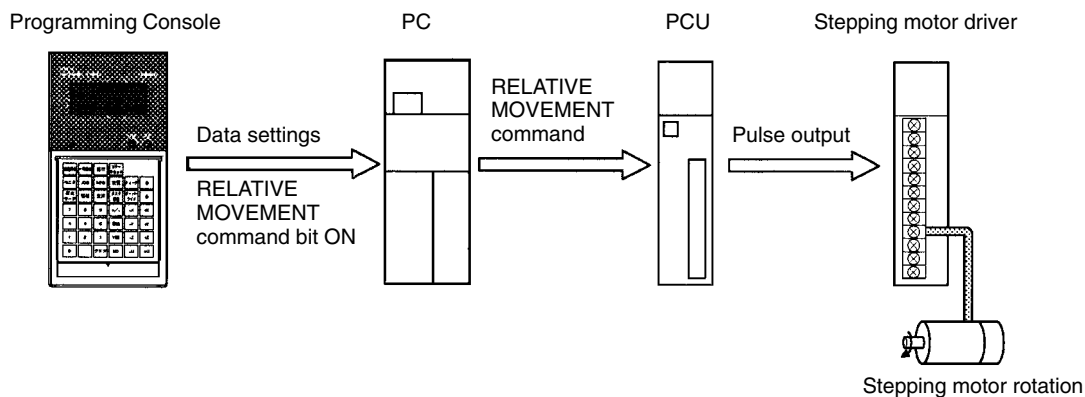 Programming Console
PC
PCU
Stepping motor driver
Data settings
RELATIVE
MOVEMENT
command bit ON
RELATIVE
MOVEMENT
command
Pulse output
Stepping motor rotation